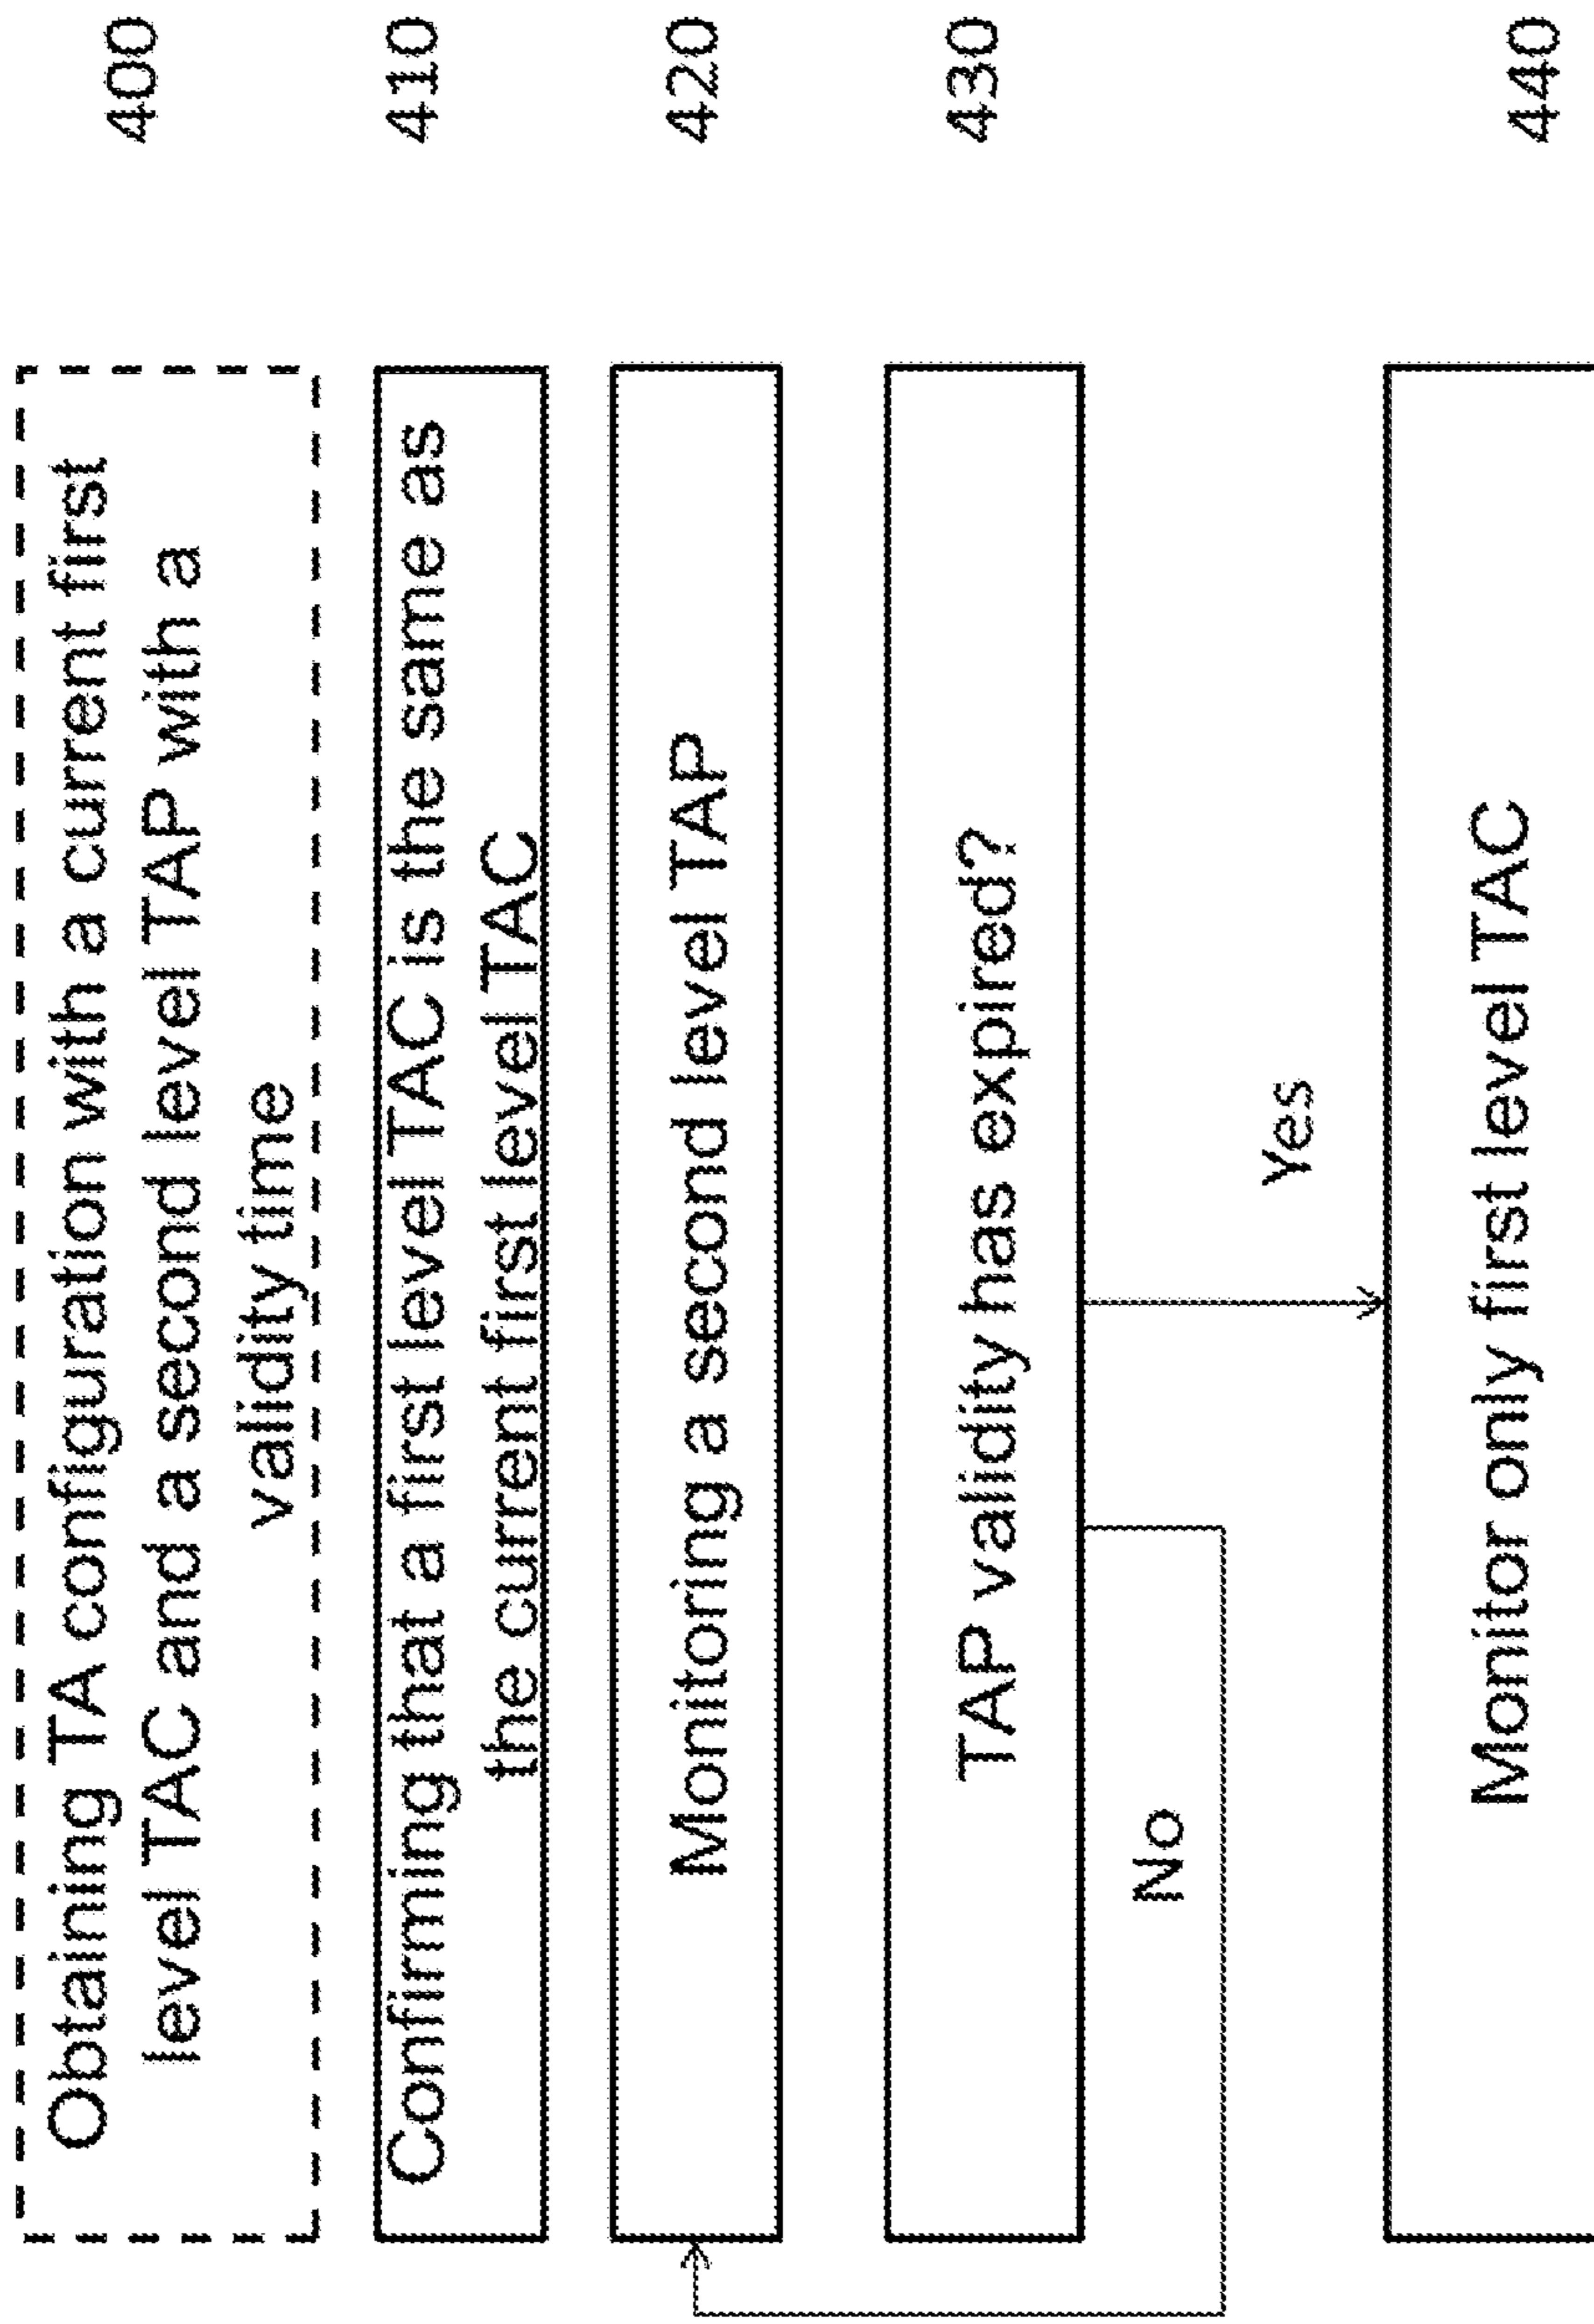 Obtaining TA configuration with a current first
level TAC and a second level TAP with a
validity time
400
Confirming that a first level TAC is the same as
the current first level TAC
410
Monitoring a second level TAP
420
TAP validity has expired?
430
No
Yes
Monitor only first level TAC
440